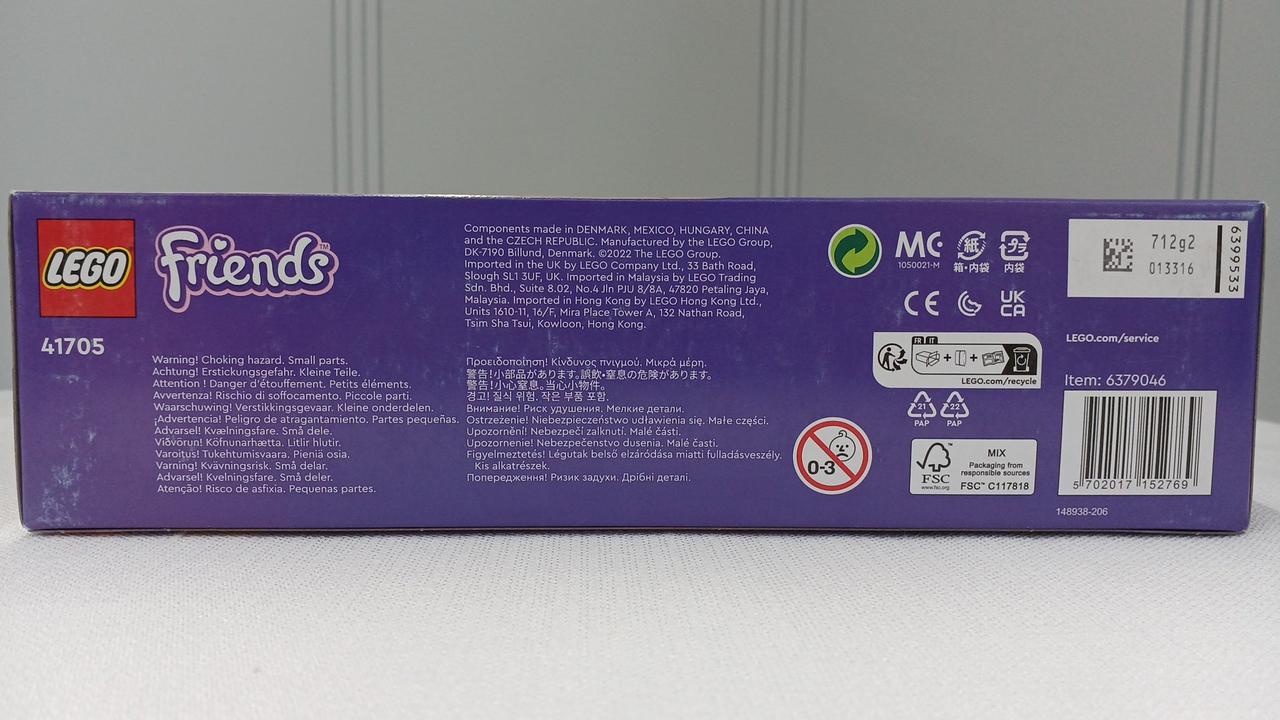 LEGO
Friends™
41705
Warning! Choking hazard. Small parts.
Achtung! Erstickungsgefahr. Kleine Teile.
Attention ! Danger d'étouffement. Petits éléments.
Avvertenza! Rischio di soffocamento. Piccole parti.
Waarschuwing! Verstikkingsgevaar. Kleine onderdelen.
¡Advertencia! Peligro de atragantamiento. Partes pequeñas.
Advarsel! Kvælningsfare. Små dele.
Viðvörun! Köfnunarhætta. Litlir hlutir.
Varoitus! Tukehtumisvaara. Pieniä osia.
Varning! Kvävningsrisk. Små delar.
Advarsel! Kvelningsfare. Små deler.
Atenção! Risco de asfixia. Pequenas partes.
Components made in DENMARK, MEXICO, HUNGARY, CHINA
and the CZECH REPUBLIC. Manufactured by the LEGO Group,
DK-7190 Billund, Denmark. ©2022 The LEGO Group.
Imported in the UK by LEGO Company Ltd., 33 Bath Road,
Slough SL1 3UF, UK. Imported in Malaysia by LEGO Trading
Sdn. Bhd., Suite 8.02, No.4 Jln PJU 8/8A, 47820 Petaling Jaya,
Malaysia. Imported in Hong Kong by LEGO Hong Kong Ltd.,
Units 1610-11, 16/F, Mira Place Tower A, 132 Nathan Road,
Tsim Sha Tsui, Kowloon, Hong Kong.
Προειδοποίηση! Κίνδυνος πνιγμού. Μικρά μέρη.
警告!小部品があります。誤飲•窒息の危険があります。
警告!小心窒息。当心小物件。
경고! 질식 위험. 작은 부품 포함.
Внимание! Риск удушения. Мелкие детали.
Ostrzeżenie! Niebezpieczeństwo udławienia się. Małe części.
Upozornění! Nebezpečí zalknutí. Malé části.
Upozornenie! Nebezpečenstvo dusenia. Malé časti.
Figyelmeztetés! Légutak belső elzáródása miatti fulladásveszély.
Kis alkatrészek.
Попередження! Ризик задухи. Дрібні деталі.
MC
1050021-M
紙
箱・内袋
プラ
内袋
CE
UK
CA
FR IT
LEGO.com/recycle
21
PAP
22
PAP
0-3
FSC™
www.fsc.org
MIX
Packaging from
responsible sources
FSC™ C117818
712g2
013316
6399533
LEGO.com/service
Item: 6379046
5 702017 152769
148938-206